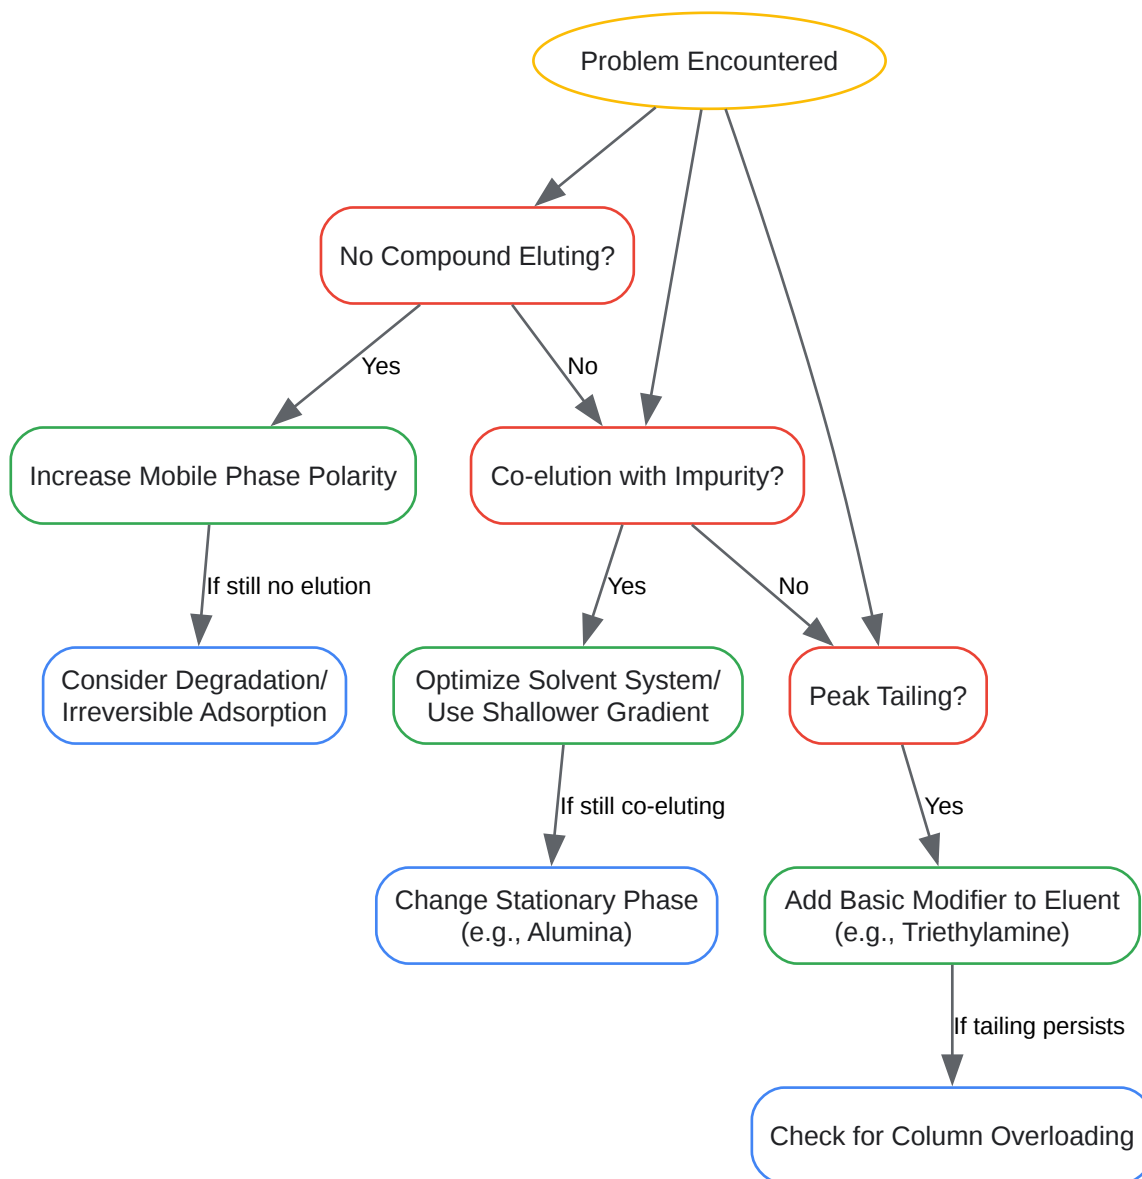 Problem Encountered
No Compound Eluting?
Yes
No
Increase Mobile Phase Polarity
Co-elution with Impurity?
If still no elution
Yes
No
Consider Degradation/
Irreversible Adsorption
Optimize Solvent System/
Use Shallower Gradient
Peak Tailing?
If still co-eluting
Yes
Change Stationary Phase
(e.g., Alumina)
Add Basic Modifier to Eluent
(e.g., Triethylamine)
If tailing persists
Check for Column Overloading